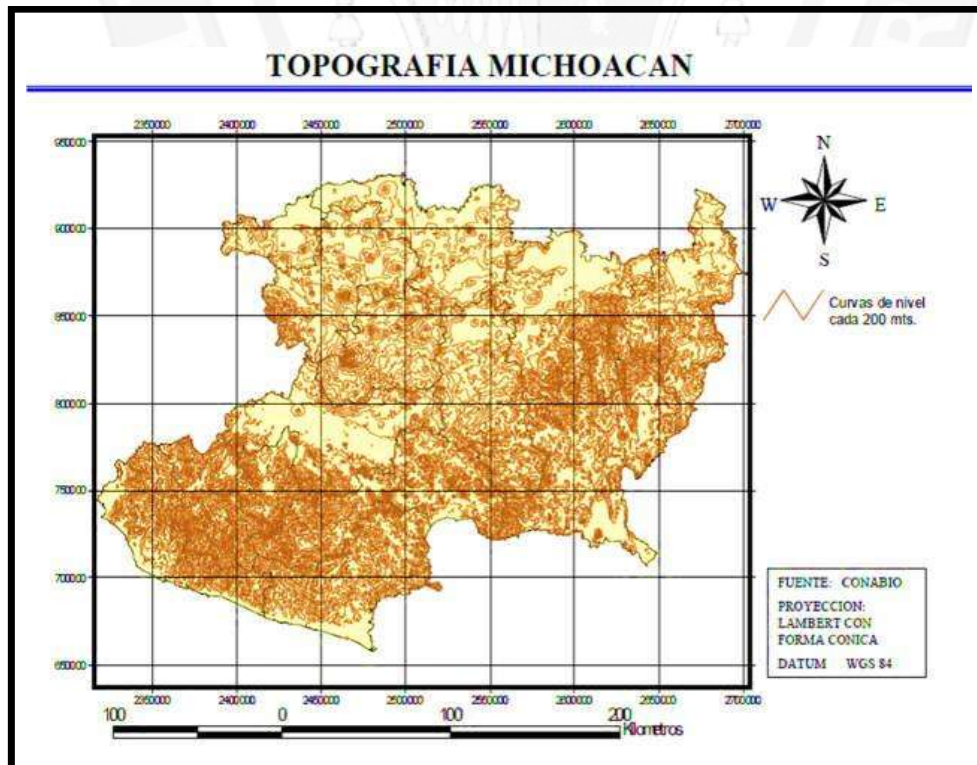 TOPOGRAFIA MICHOACAN
2350000 2400000 2450000 2500000 2550000 2600000 2650000 2700000
950000
900000
850000
800000
750000
700000
650000
2350000 2400000 2450000 2500000 2550000 2600000 2650000 2700000
N
W E
S
Curvas de nivel
cada 200 mts.
FUENTE: CONABIO
PROYECCION:
LAMBERT CON
FORMA CONICA
DATUM WGS 84
100 0 100 200
Kilometros